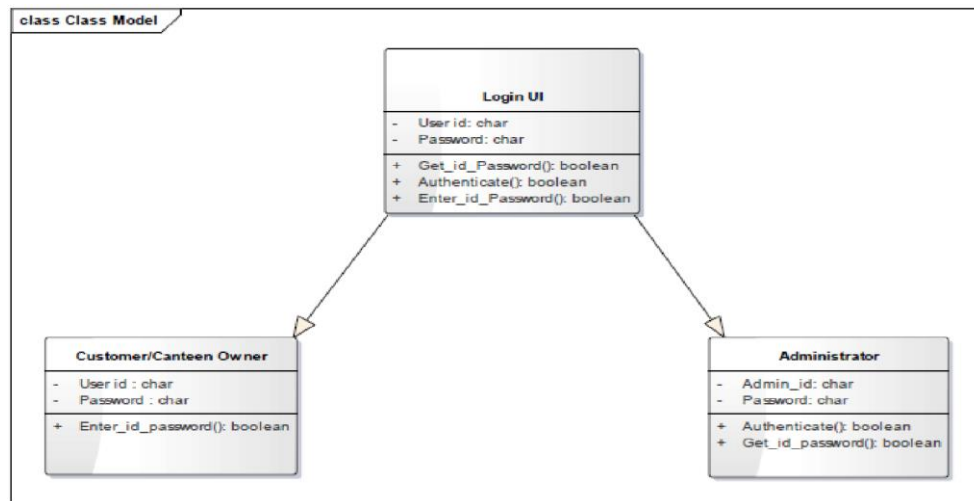 class Class Model
Login UI
- User id: char
- Password: char
+ Get_id_Password(): boolean
+ Authenticate(): boolean
+ Enter_id_Password(): boolean
Customer/Canteen Owner
- User id : char
- Password : char
+ Enter_id_password(): boolean
Administrator
- Admin_id: char
- Password: char
+ Authenticate(): boolean
+ Get_id_password(): boolean